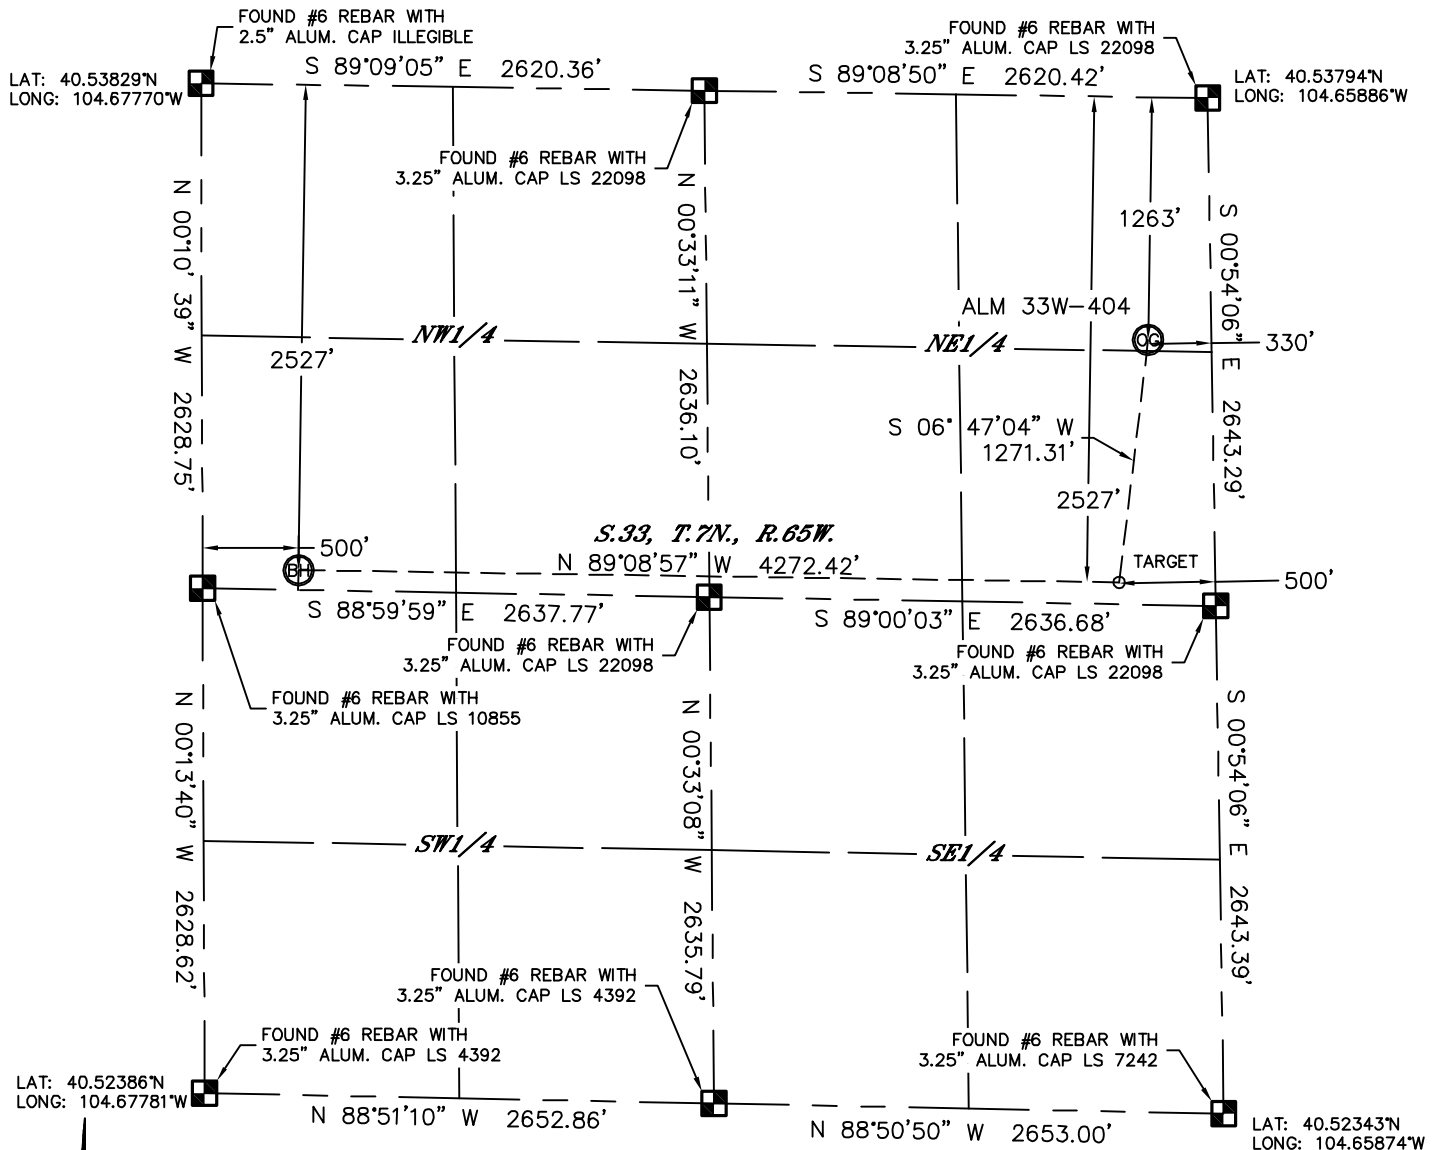 FOUND #6 REBAR WITH
2.5" ALUM. CAP ILLEGIBLE
FOUND #6 REBAR WITH
3.25" ALUM. CAP LS 22098
LAT: 40.53829°N
LONG: 104.67770°W
S 89°09'05" E 2620.36'
S 89°08'50" E 2620.42'
LAT: 40.53794°N
LONG: 104.65886°W
FOUND #6 REBAR WITH
3.25" ALUM. CAP LS 22098
N 00°10' 39" W 2628.75'
N 00°33'11" W 2636.10'
S 00°54'06" E 2643.29'
1263'
ALM 33W-404
NW1/4
NE1/4
OG
330'
2527'
S 06° 47'04" W
1271.31'
2527'
S.33, T.7N., R.65W.
500'
N 89°08'57" W 4272.42'
TARGET
BH
500'
S 88°59'59" E 2637.77'
S 89°00'03" E 2636.68'
FOUND #6 REBAR WITH
3.25" ALUM. CAP LS 22098
FOUND #6 REBAR WITH
3.25" ALUM. CAP LS 22098
FOUND #6 REBAR WITH
3.25" ALUM. CAP LS 10855
N 00°13'40" W 2628.62'
N 00°33'08" W 2635.79'
S 00°54'06" E 2643.39'
SW1/4
SE1/4
FOUND #6 REBAR WITH
3.25" ALUM. CAP LS 4392
FOUND #6 REBAR WITH
3.25" ALUM. CAP LS 4392
FOUND #6 REBAR WITH
3.25" ALUM. CAP LS 7242
LAT: 40.52386°N
LONG: 104.67781°W
N 88°51'10" W 2652.86'
N 88°50'50" W 2653.00'
LAT: 40.52343°N
LONG: 104.65874°W